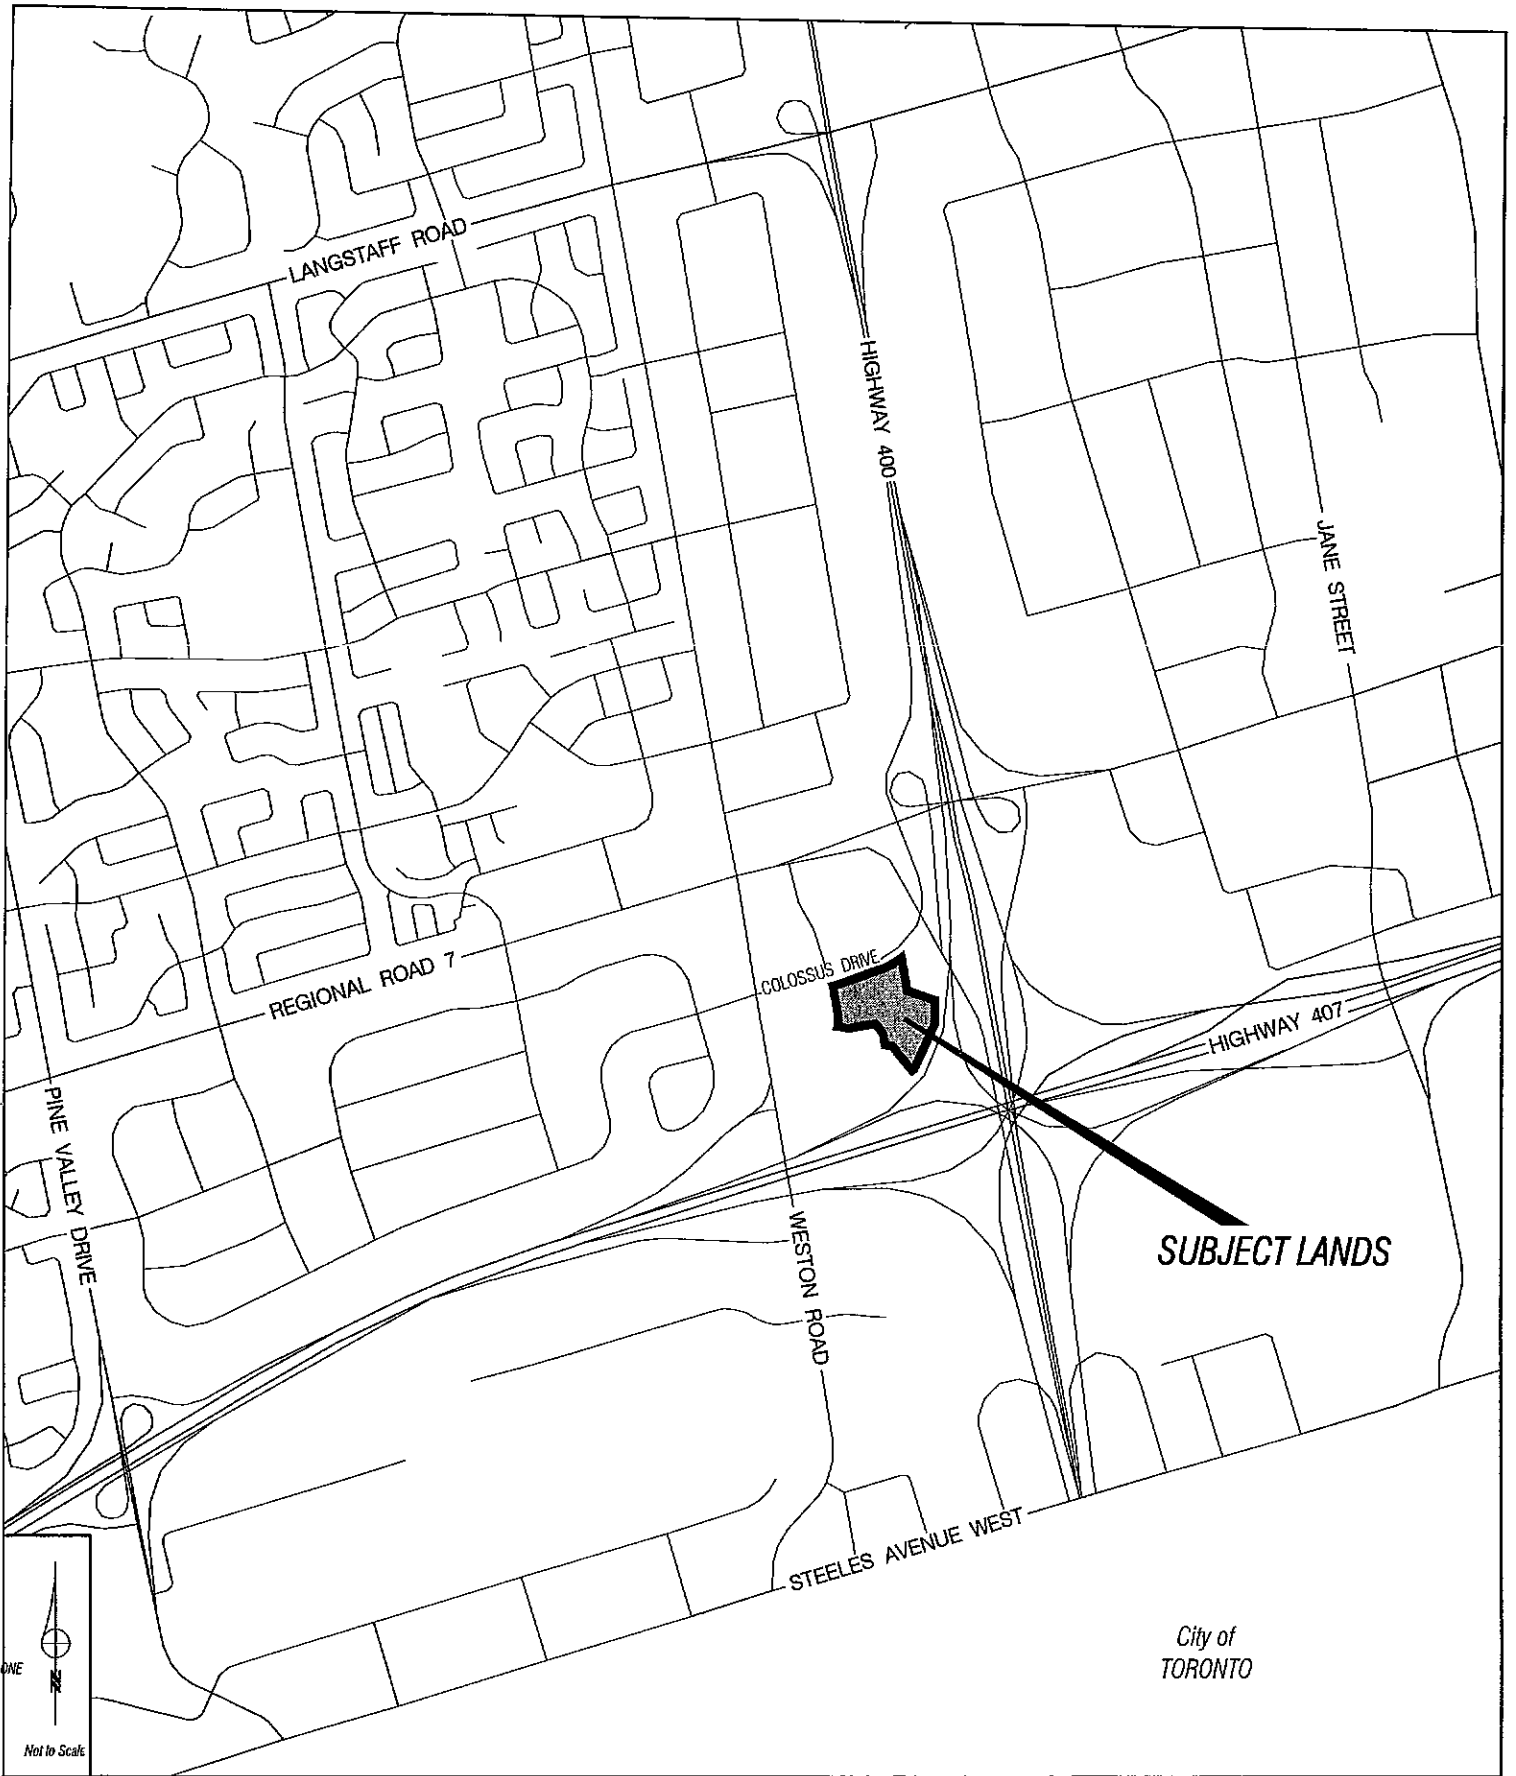 LANGSTAFF ROAD
HIGHWAY 400
JANE STREET
COLOSSUS DRIVE
REGIONAL ROAD 7
HIGHWAY 407
PINE VALLEY DRIVE
WESTON ROAD
SUBJECT LANDS
STEELES AVENUE WEST
City of
TORONTO
N
Not to Scale